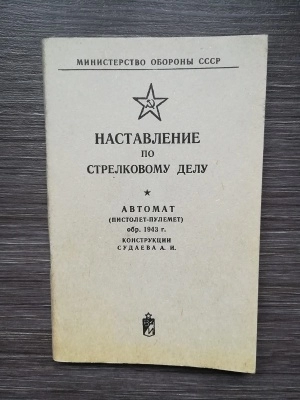 МИНИСТЕРСТВО ОБОРОНЫ СССР
НАСТАВЛЕНИЕ
ПО
СТРЕЛКОВОМУ ДЕЛУ
АВТОМАТ
(ПИСТОЛЕТ-ПУЛЕМЕТ)
обр. 1943 г.
КОНСТРУКЦИИ
СУДАЕВА А. И.